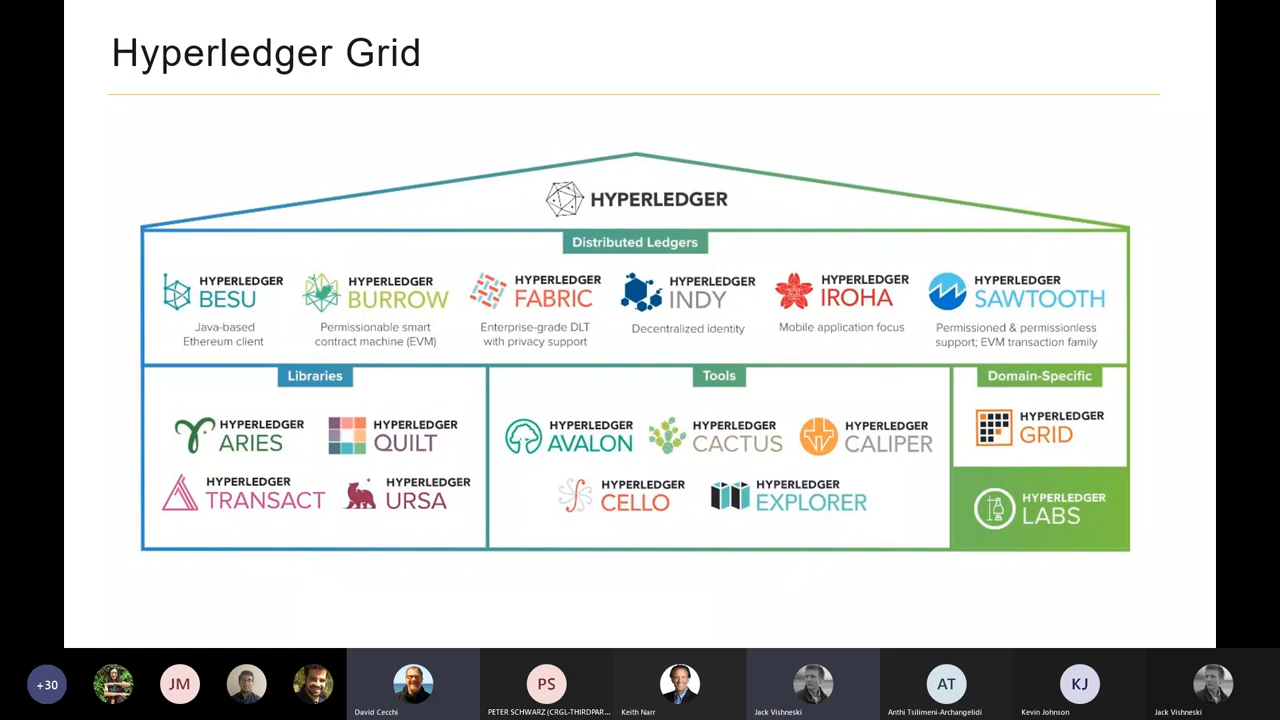 Hyperledger Grid
HYPERLEDGER
Distributed Ledgers
HYPERLEDGER
BESU
Java-based
Ethereum client
HYPERLEDGER
BURROW
Permissionable smart
contract machine (EVM)
HYPERLEDGER
FABRIC
Enterprise-grade DLT
with privacy support
HYPERLEDGER
INDY
Decentralized identity
HYPERLEDGER
IROHA
Mobile application focus
HYPERLEDGER
SAWTOOTH
Permissioned & permissionless
support; EVM transaction family
Libraries
HYPERLEDGER
ARIES
HYPERLEDGER
QUILT
HYPERLEDGER
TRANSACT
HYPERLEDGER
URSA
Tools
HYPERLEDGER
AVALON
HYPERLEDGER
CACTUS
HYPERLEDGER
CALIPER
HYPERLEDGER
CELLO
HYPERLEDGER
EXPLORER
Domain-Specific
HYPERLEDGER
GRID
HYPERLEDGER
LABS
+30
JM
David Cecchi
PS
PETER SCHWARZ (CRGL-THIRDPAR...
Keith Narr
Jack Vishneski
AT
Anthi Tsilimeni-Archangelidi
KJ
Kevin Johnson
Jack Vishneski